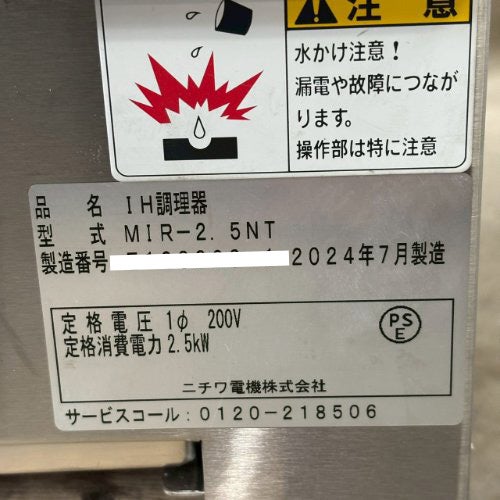 注意
水かけ注意！
漏電や故障につなが
ります。
操作部は特に注意
品名 IH調理器
型式 MIR-2.5NT
製造番号 2024年7月製造
定格電圧 1φ 200V
定格消費電力 2.5kW
PS
E
ニチワ電機株式会社
サービスコール：0120-218506